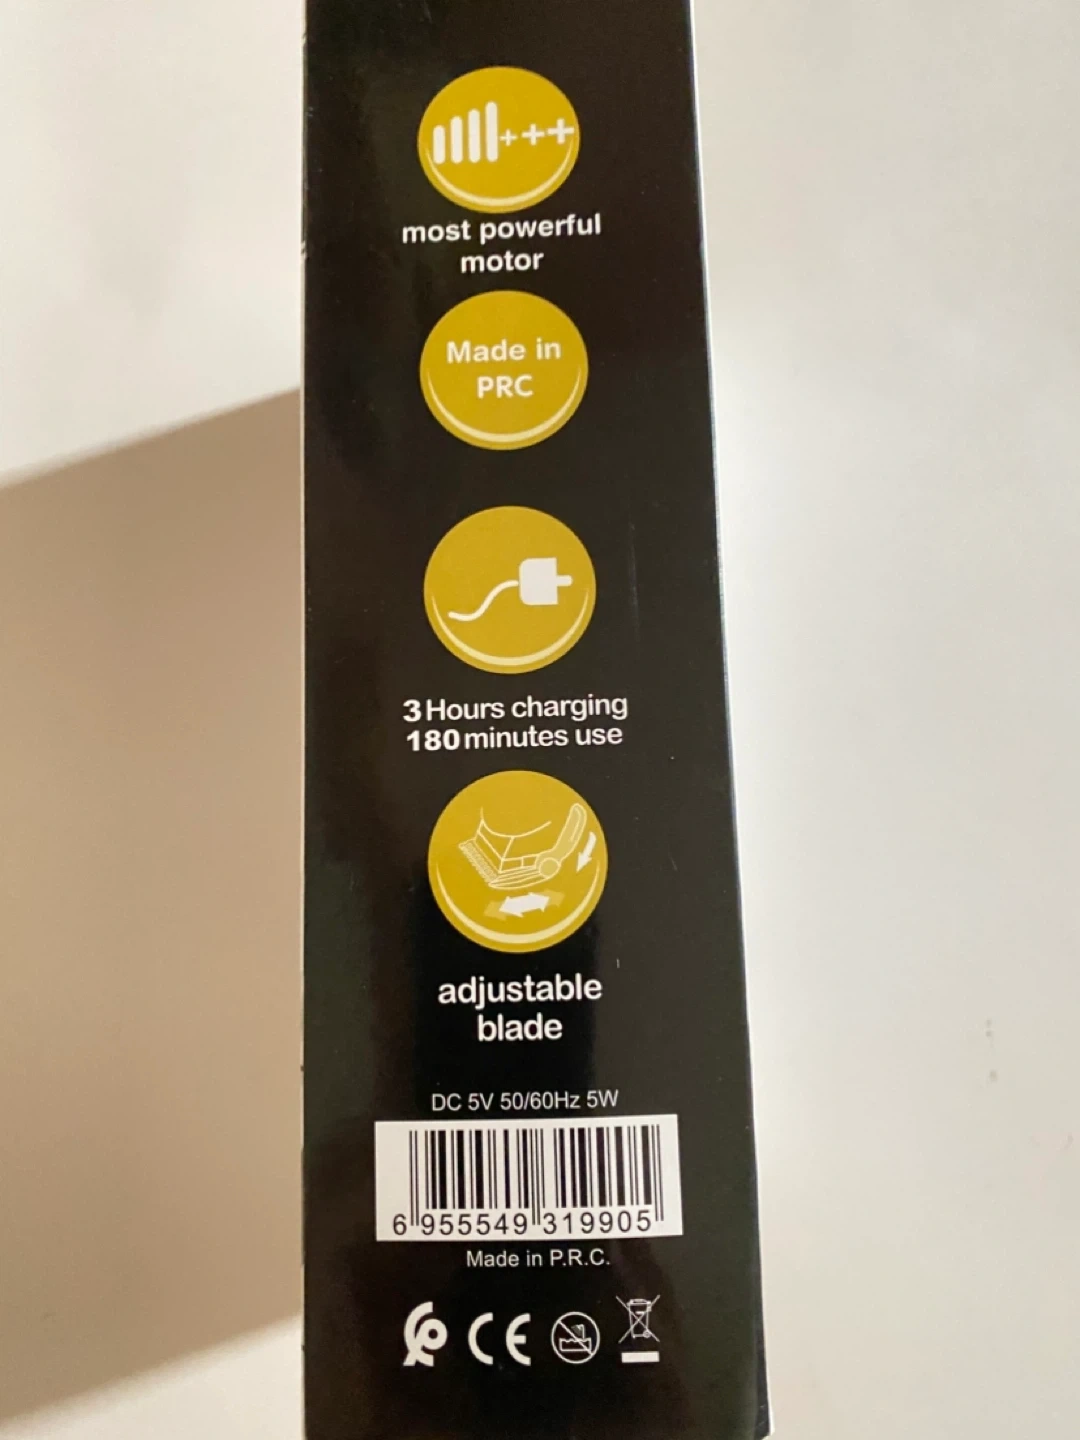 +++
most powerful
motor
Made in
PRC
3 Hours charging
180 minutes use
adjustable
blade
DC 5V 50/60Hz 5W
6 955549 319905
Made in P.R.C.
CE